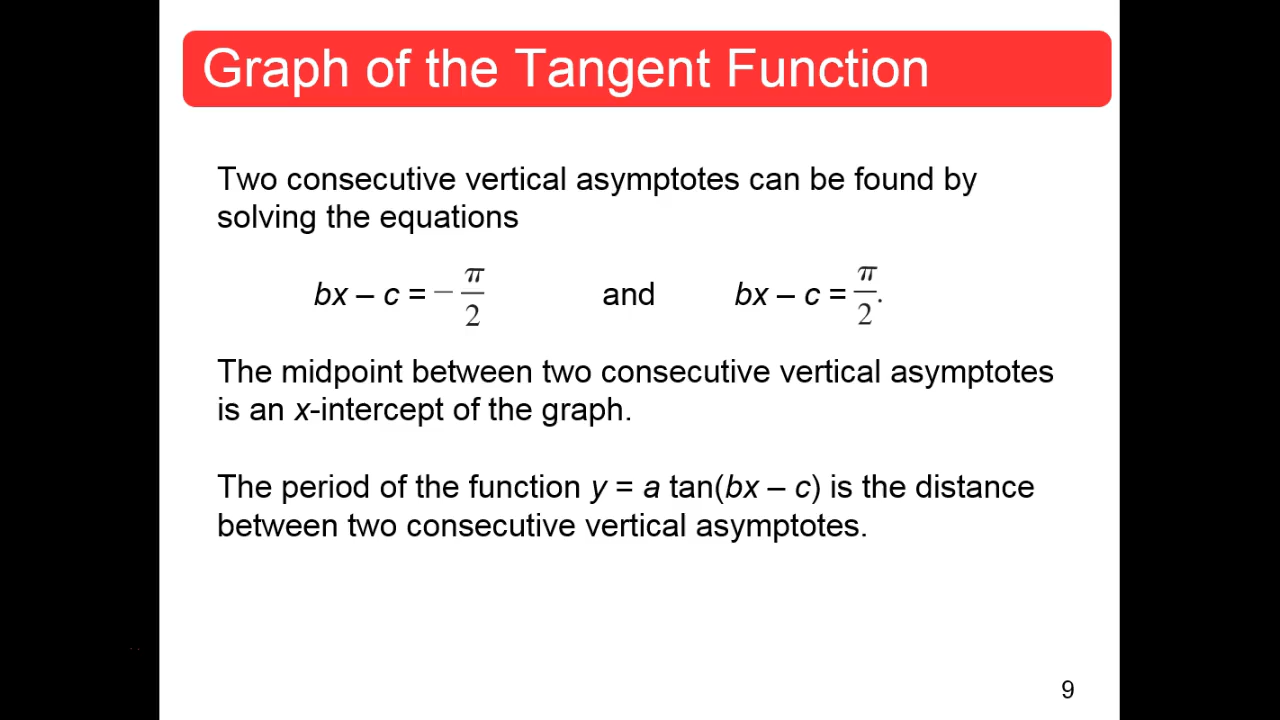 Graph of the Tangent Function
Two consecutive vertical asymptotes can be found by
solving the equations
bx – c = – π/2 and bx – c = π/2.
The midpoint between two consecutive vertical asymptotes
is an x-intercept of the graph.
The period of the function y = a tan(bx – c) is the distance
between two consecutive vertical asymptotes.
9